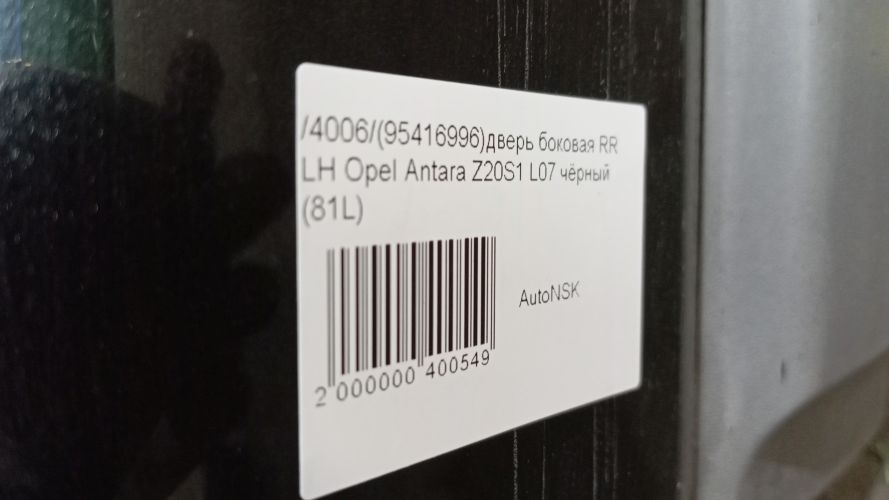 /4006/(95416996)дверь боковая RR
LH Opel Antara Z20S1 L07 чёрный
(81L)
AutoNSK
2 000000 400549